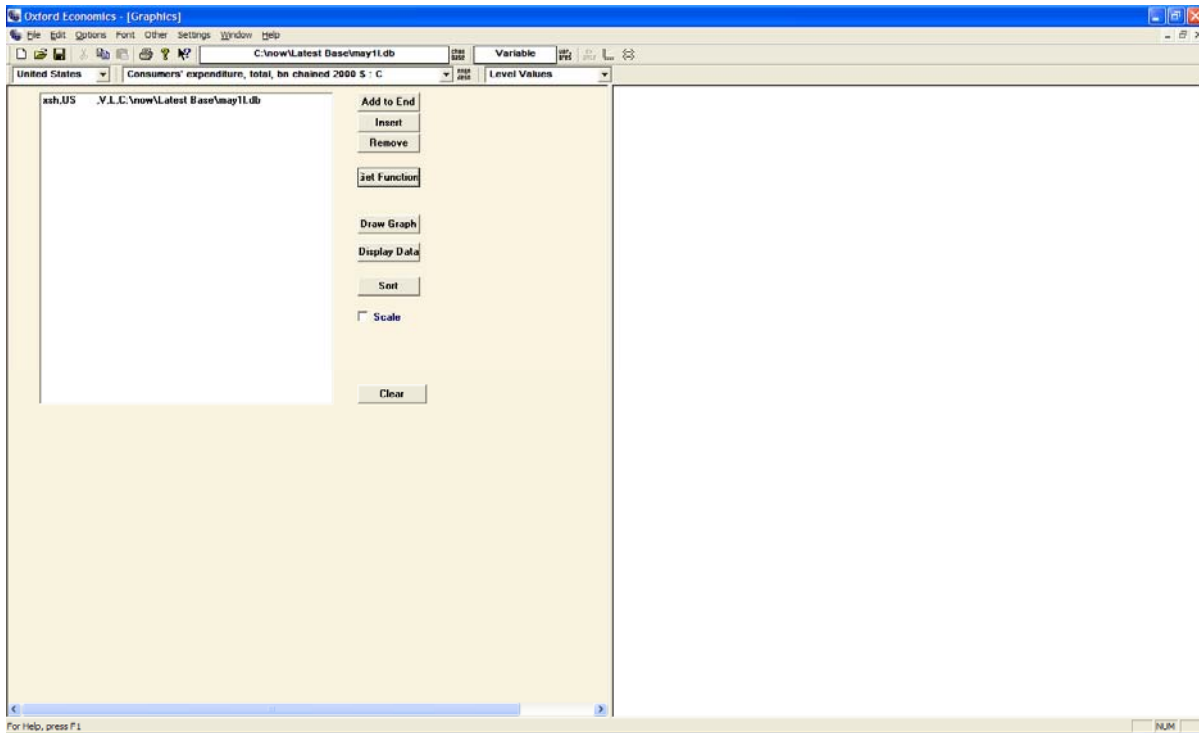 Oxford Economics - [Graphics]
File Edit Options Font Other Settings Window Help
C:\now\Latest Base\may1l.db Variable
United States Consumers' expenditure, total, bn chained 2000 $ : C Level Values
xsh,US ,V,L,C:\now\Latest Base\may1l.db
Add to End
Insert
Remove
Get Function
Draw Graph
Display Data
Sort
Scale
Clear
For Help, press F1 NUM